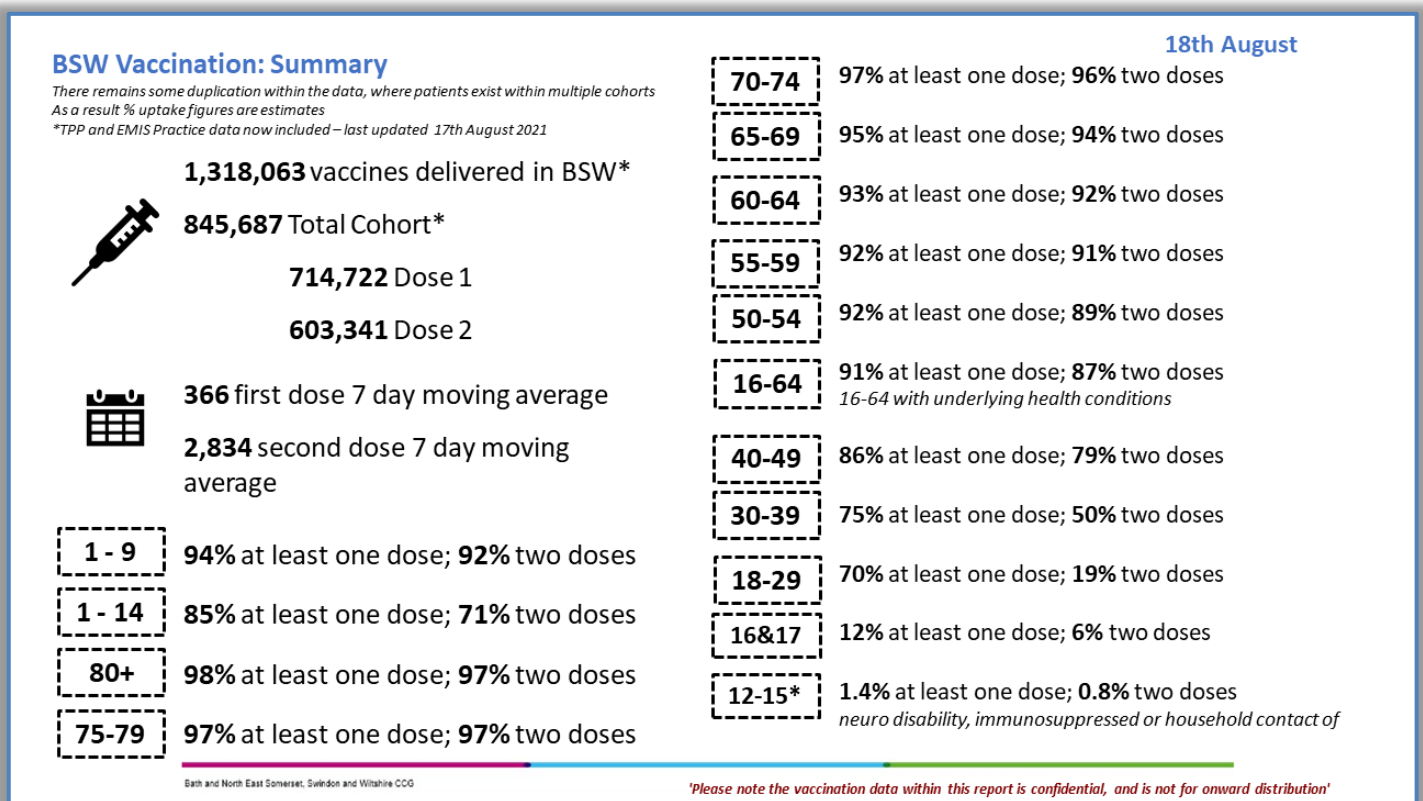 BSW Vaccination: Summary
There remains some duplication within the data, where patients exist within multiple cohorts
As a result % uptake figures are estimates
*TPP and EMIS Practice data now included – last updated 17th August 2021
1,318,063 vaccines delivered in BSW*
845,687 Total Cohort*
714,722 Dose 1
603,341 Dose 2
366 first dose 7 day moving average
2,834 second dose 7 day moving
average
1 - 9 94% at least one dose; 92% two doses
1 - 14 85% at least one dose; 71% two doses
80+ 98% at least one dose; 97% two doses
75-79 97% at least one dose; 97% two doses
18th August
70-74 97% at least one dose; 96% two doses
65-69 95% at least one dose; 94% two doses
60-64 93% at least one dose; 92% two doses
55-59 92% at least one dose; 91% two doses
50-54 92% at least one dose; 89% two doses
16-64 91% at least one dose; 87% two doses
16-64 with underlying health conditions
40-49 86% at least one dose; 79% two doses
30-39 75% at least one dose; 50% two doses
18-29 70% at least one dose; 19% two doses
16&17 12% at least one dose; 6% two doses
12-15* 1.4% at least one dose; 0.8% two doses
neuro disability, immunosuppressed or household contact of
Bath and North East Somerset, Swindon and Wiltshire CCG
'Please note the vaccination data within this report is confidential, and is not for onward distribution'